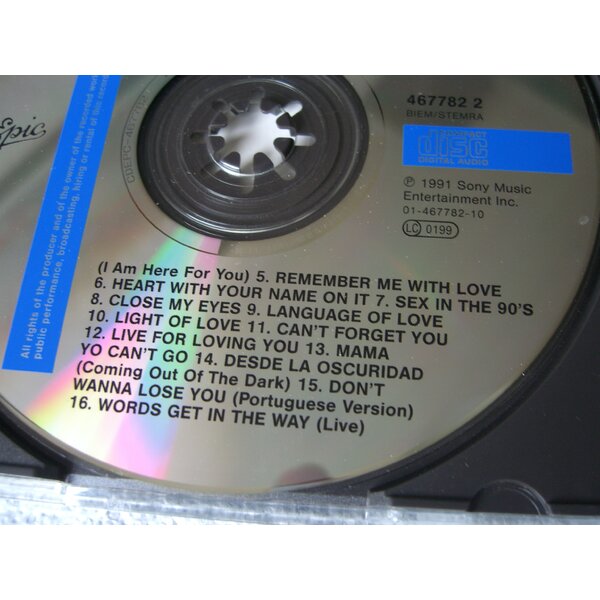 Epic
All rights of the producer and of the owner of the recorded work
public performance, broadcasting, hiring or rental of this record
467782 2
BIEM/STEMRA
COMPACT
disc
DIGITAL AUDIO
℗ 1991 Sony Music
Entertainment Inc.
01-467782-10
LC 0199
(I Am Here For You) 5. REMEMBER ME WITH LOVE
6. HEART WITH YOUR NAME ON IT 7. SEX IN THE 90'S
8. CLOSE MY EYES 9. LANGUAGE OF LOVE
10. LIGHT OF LOVE 11. CAN'T FORGET YOU
12. LIVE FOR LOVING YOU 13. MAMA
YO CAN'T GO 14. DESDE LA OSCURIDAD
(Coming Out Of The Dark) 15. DON'T
WANNA LOSE YOU (Portuguese Version)
16. WORDS GET IN THE WAY (Live)